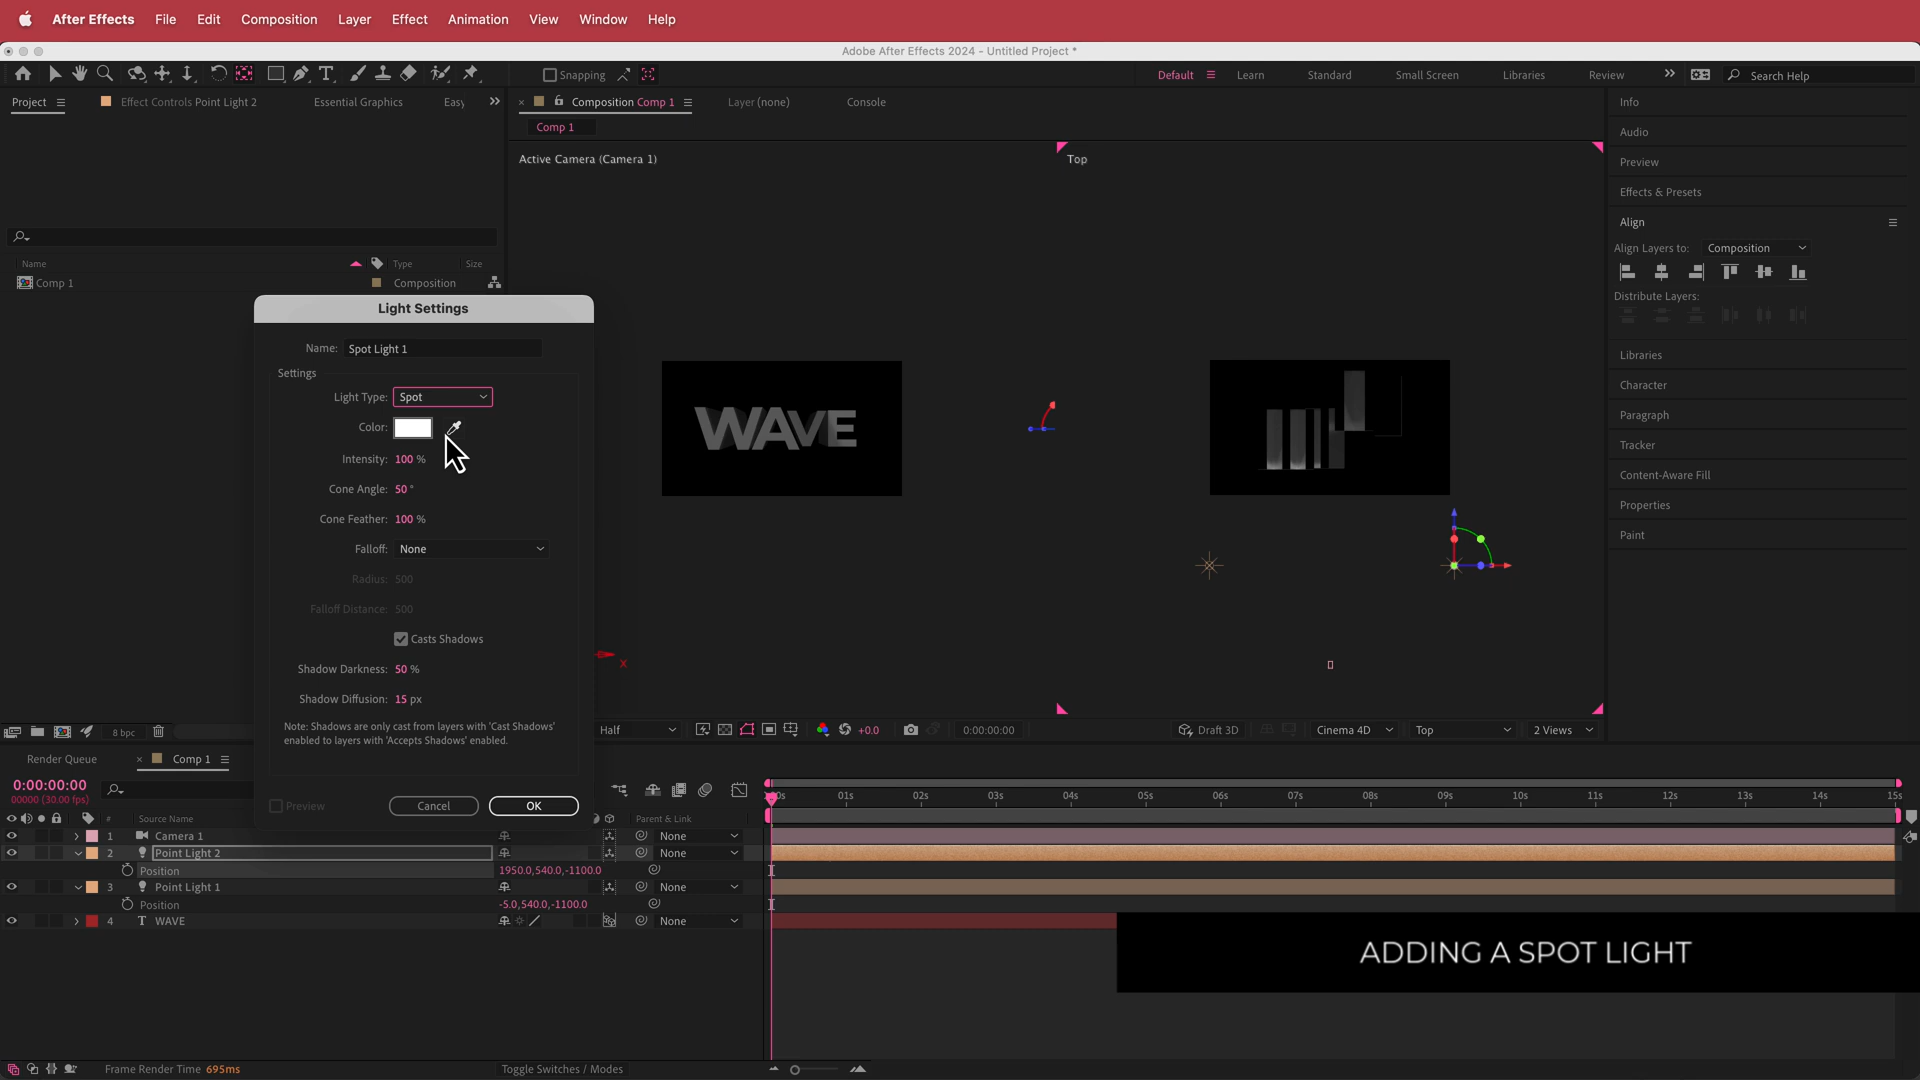 After Effects File Edit Composition Layer Effect Animation View Window Help
Adobe After Effects 2024 - Untitled Project *
Snapping Default Learn Standard Small Screen Libraries Review Search Help
Project Effect Controls Point Light 2 Essential Graphics Easy Composition Comp 1 Layer (none) Console
Comp 1
Active Camera (Camera 1) Top
Info
Audio
Preview
Effects & Presets
Align
Align Layers to: Composition
Distribute Layers:
Libraries
Character
Paragraph
Tracker
Content-Aware Fill
Properties
Paint
Name Type Size
Comp 1 Composition
Light Settings
Name: Spot Light 1
Settings
Light Type: Spot
Color:
Intensity: 100 %
Cone Angle: 50 °
Cone Feather: 100 %
Falloff: None
Radius: 500
Falloff Distance: 500
Casts Shadows
Shadow Darkness: 50 %
Shadow Diffusion: 15 px
Note: Shadows are only cast from layers with 'Cast Shadows'
enabled to layers with 'Accepts Shadows' enabled.
Preview Cancel OK
WAVE
X
8 bpc Half +0.0 0:00:00:00 Draft 3D Cinema 4D Top 2 Views
Render Queue Comp 1
0:00:00:00
00000 (30.00 fps)
01s 02s 03s 04s 05s 06s 07s 08s 09s 10s 11s 12s 13s 14s 15s
# Source Name Parent & Link
1 Camera 1 None
2 Point Light 2 None
Position 1950.0,540.0,-1100.0
3 Point Light 1 None
Position -5.0,540.0,-1100.0
4 T WAVE None
ADDING A SPOT LIGHT
Frame Render Time 695ms Toggle Switches / Modes